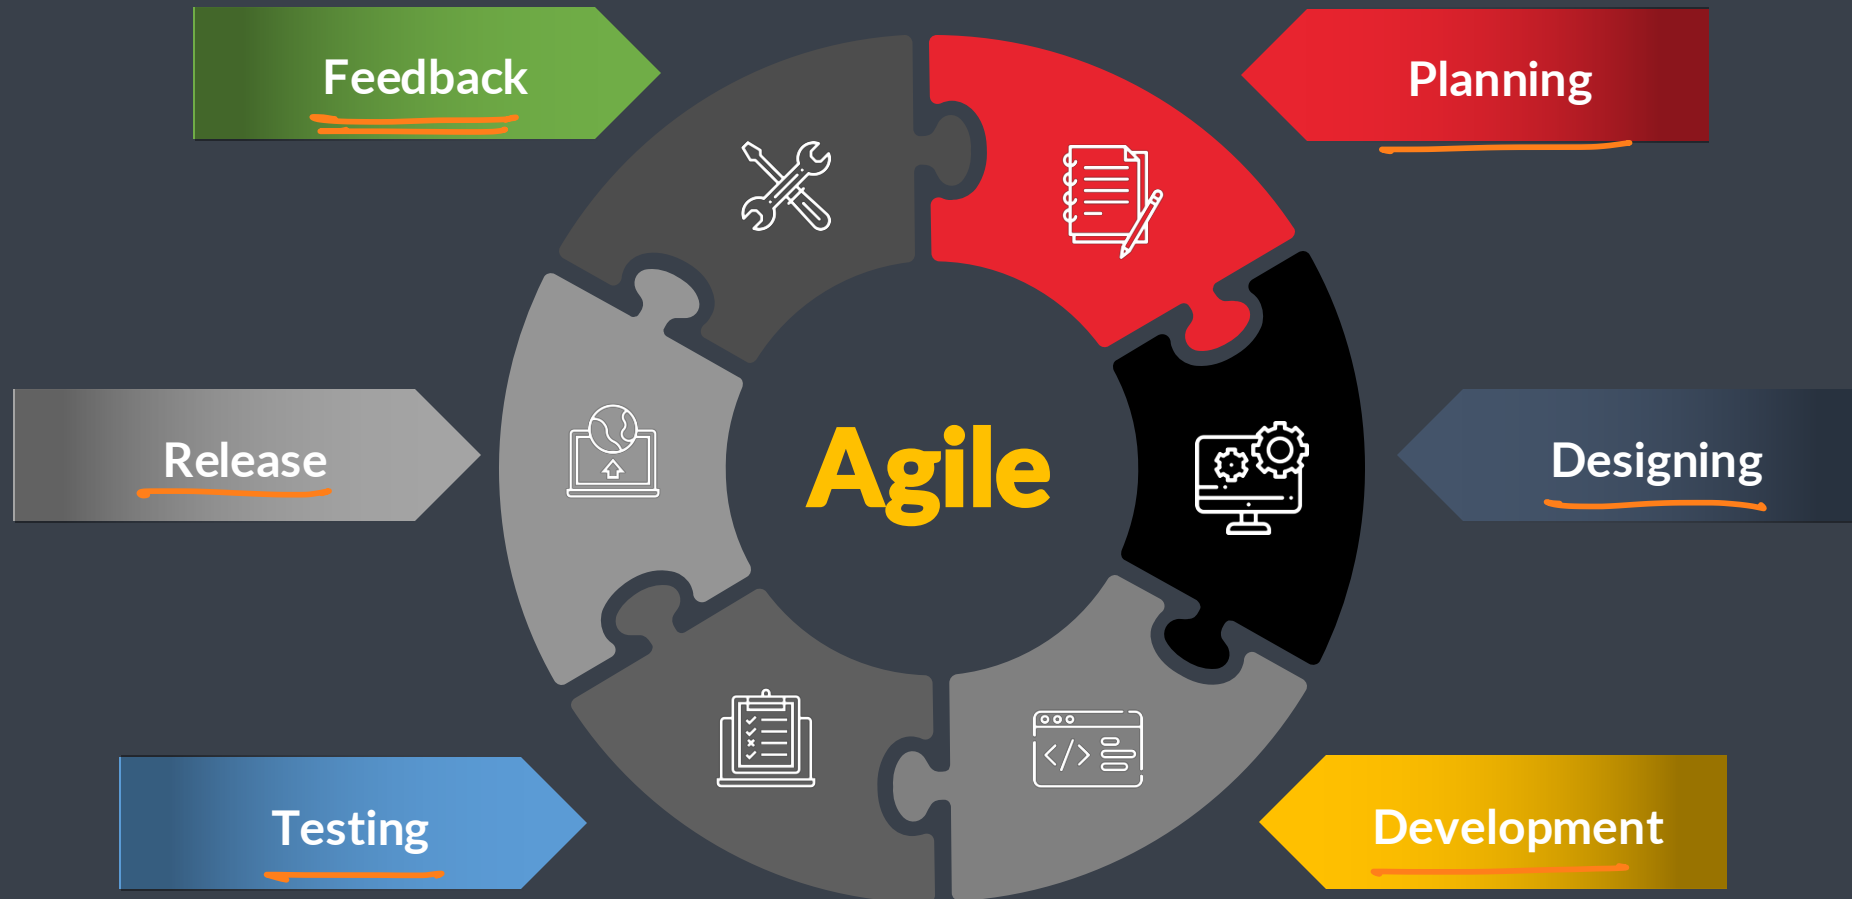 Feedback
Planning
Agile
Release
Designing
Testing
Development